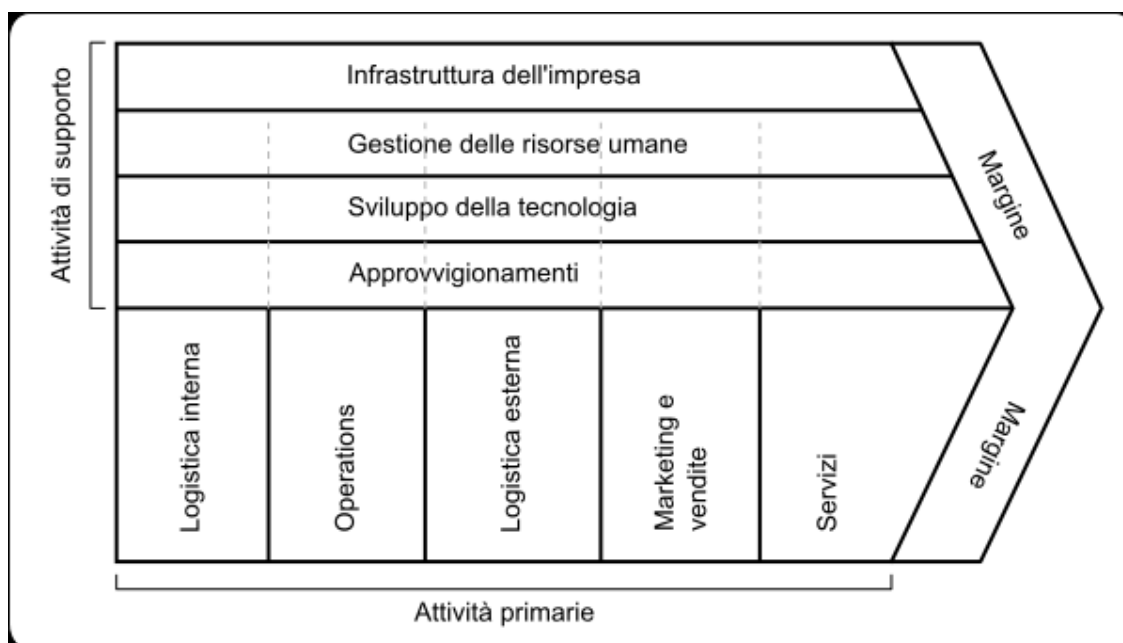 Attività di supporto
Infrastruttura dell'impresa
Gestione delle risorse umane
Sviluppo della tecnologia
Approvvigionamenti
Margine
Logistica interna
Operations
Logistica esterna
Marketing e
vendite
Servizi
Margine
Attività primarie